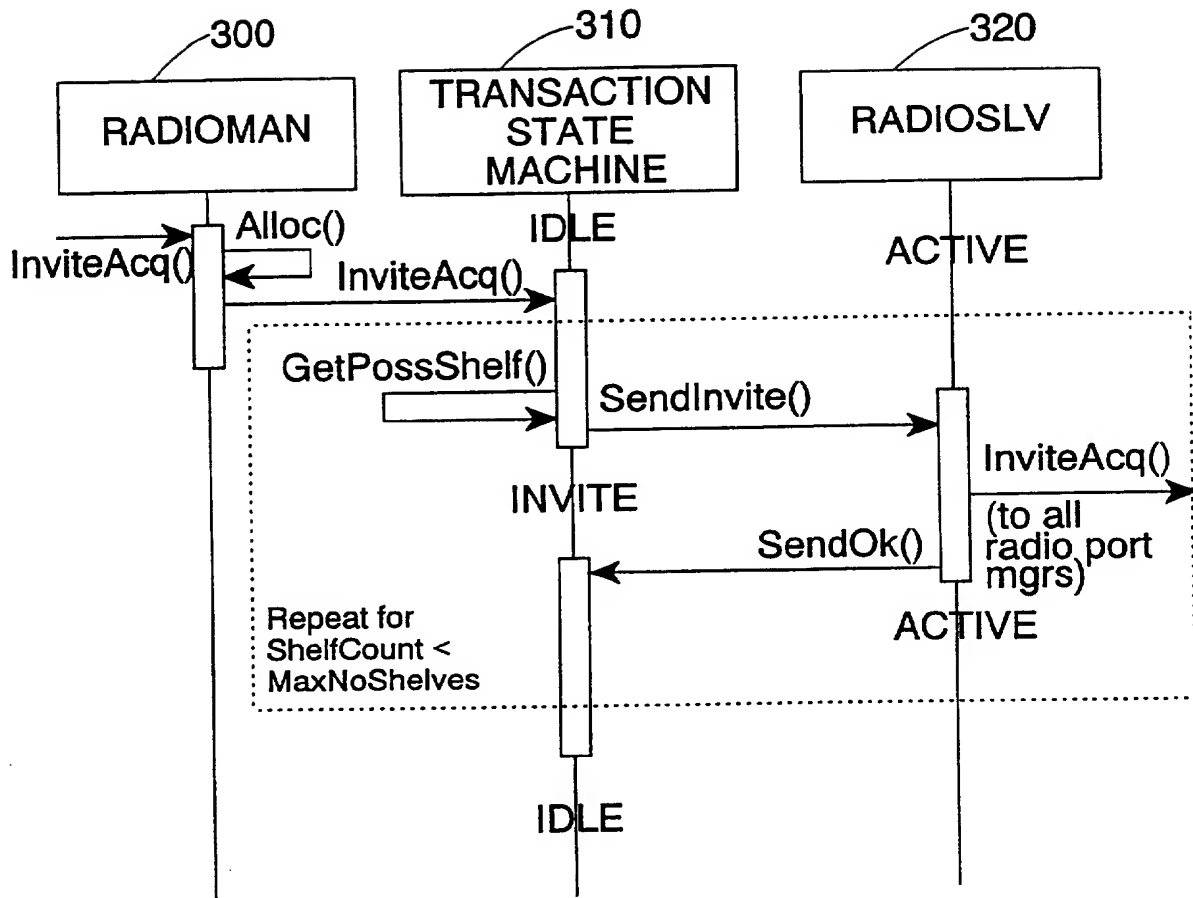 300
310
320
RADIOMAN
TRANSACTION
STATE
MACHINE
RADIOSLV
Alloc()
IDLE
ACTIVE
InviteAcq()
InviteAcq()
GetPossShelf()
SendInvite()
InviteAcq()
INVITE
(to all
radio port
mgrs)
SendOk()
Repeat for
ShelfCount <
MaxNoShelves
ACTIVE
IDLE